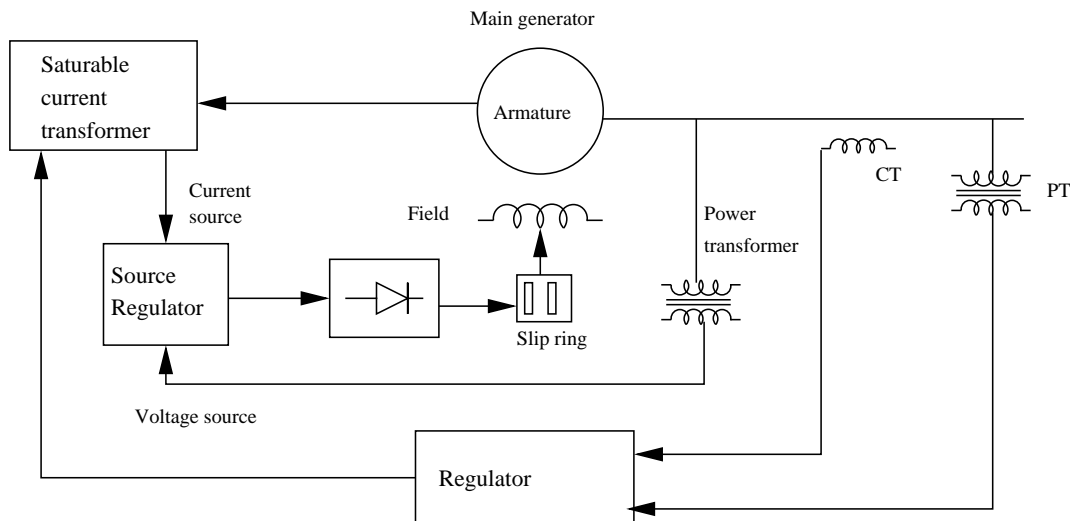 Main generator
Saturable
current
transformer
Armature
CT
PT
Current
source
Field
Power
transformer
Source
Regulator
Slip ring
Voltage source
Regulator